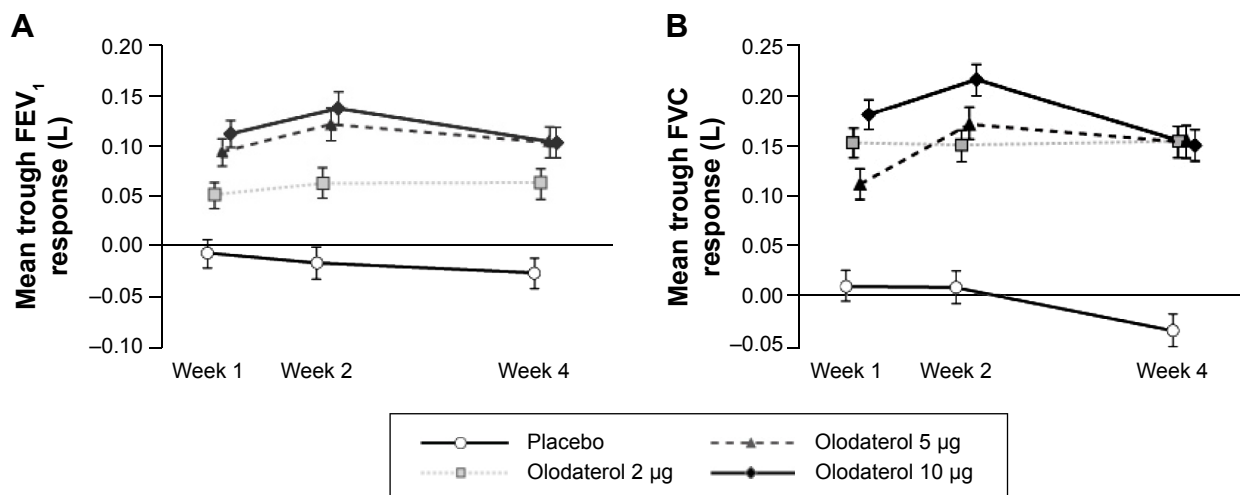 A
Mean trough FEV₁
response (L)
0.20
0.15
0.10
0.05
0.00
–0.05
–0.10
Week 1 Week 2 Week 4
B
Mean trough FVC
response (L)
0.25
0.20
0.15
0.10
0.05
0.00
–0.05
Week 1 Week 2 Week 4
Placebo Olodaterol 5 µg
Olodaterol 2 µg Olodaterol 10 µg